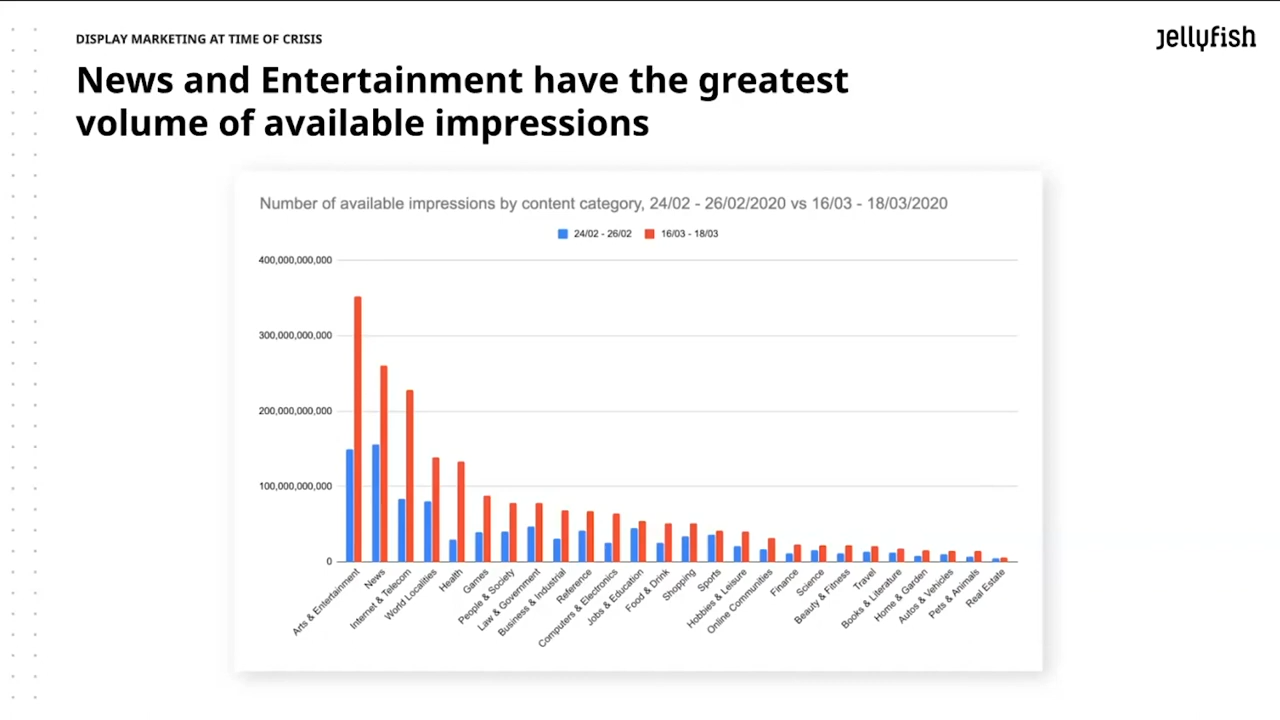 DISPLAY MARKETING AT TIME OF CRISIS
jellyfish
News and Entertainment have the greatest
volume of available impressions
Number of available impressions by content category, 24/02 - 26/02/2020 vs 16/03 - 18/03/2020
24/02 - 26/02
16/03 - 18/03
400,000,000,000
300,000,000,000
200,000,000,000
100,000,000,000
0
Arts & Entertainment
News
Internet & Telecom
World Localities
Health
Games
People & Society
Law & Government
Business & Industrial
Reference
Computers & Electronics
Jobs & Education
Food & Drink
Shopping
Sports
Hobbies & Leisure
Online Communities
Finance
Science
Beauty & Fitness
Travel
Books & Literature
Home & Garden
Autos & Vehicles
Pets & Animals
Real Estate